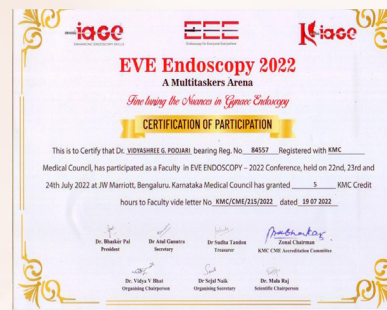 iage
EEE
iage
EVE Endoscopy 2022
A Multitaskers Arena
Fine tuning the Nuances in Gynaec Endoscopy
CERTIFICATION OF PARTICIPATION
This is to Certify that Dr. VIDYASHREE G. POOJARI bearing Reg. No 84557 Registered with KMC
Medical Council, has participated as a Faculty in EVE ENDOSCOPY – 2022 Conference, held on 22nd, 23rd and
24th July 2022 at JW Marriott, Bengaluru. Karnataka Medical Council has granted 5 KMC Credit
hours to Faculty vide letter No KMC/CME/215/2022 dated 19 07 2022
Dr. Bhaskar Pal Dr Atul Ganatra Dr Sudha Tandon Zonal Chairman
President Secretary Treasurer KMC CME Accreditation Committee
Dr. Vidya V Bhat Dr Sejal Naik Dr. Mala Raj
Organising Chairperson Organising Secretary Scientific Chairperson